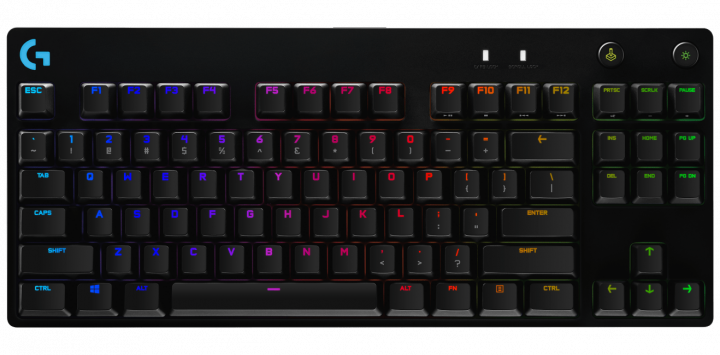 G
ESC F1 F2 F3 F4 F5 F6 F7 F8 F9 F10 F11 F12 PRTSC SCRLK PAUSE
` 1 2 3 4 5 6 7 8 9 0 - = ← INS HOME PG UP
~ ! @ # $ % ^ & * ( ) _ +
TAB Q W E R T Y U I O P [ ] \ DEL END PG DN
{ } |
CAPS A S D F G H J K L ; ' ENTER
: "
SHIFT Z X C V B N M , . / SHIFT ↑
< > ?
CTRL ALT ALT FN CTRL ← ↓ →